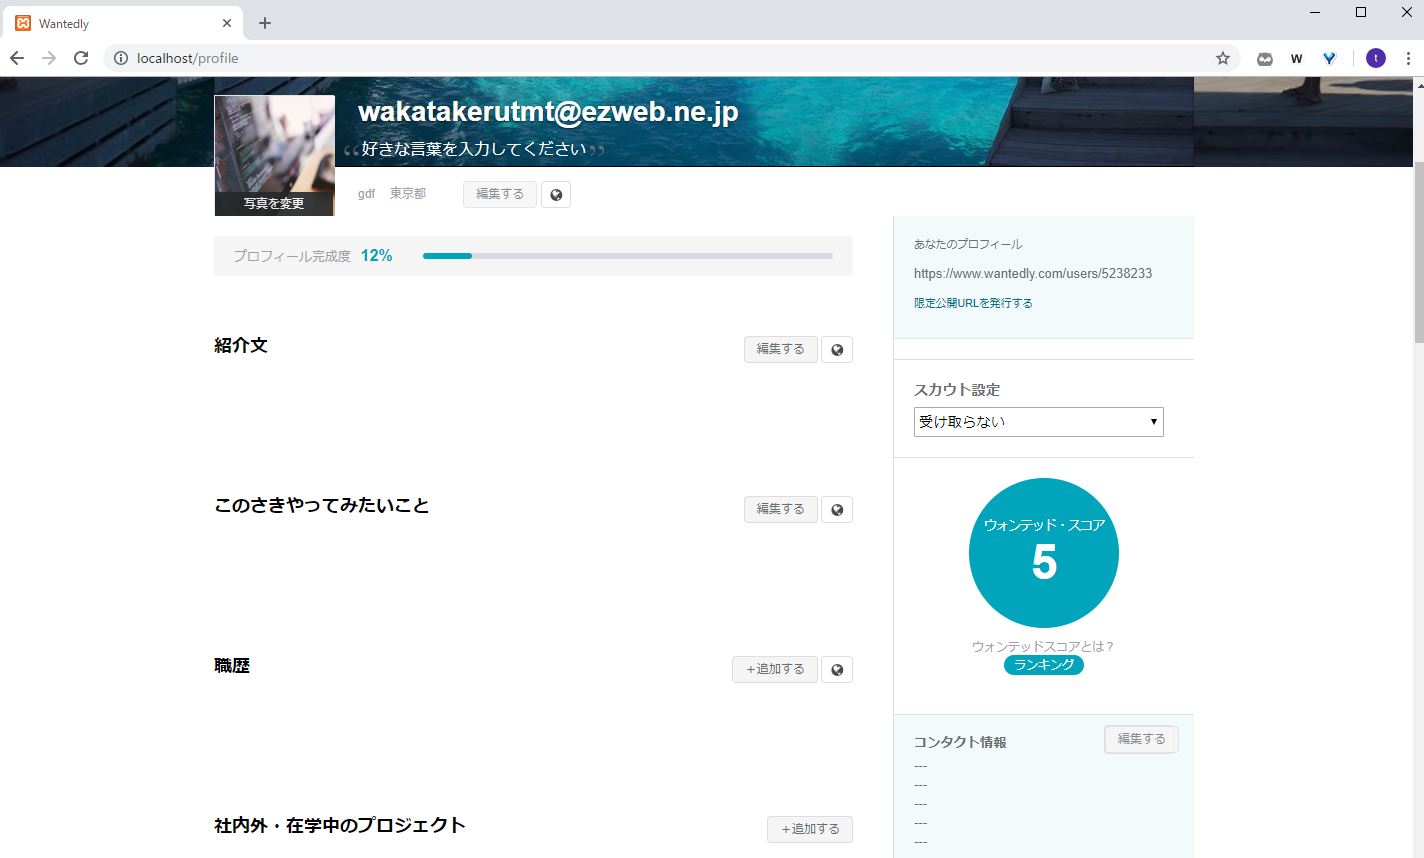 Wantedly
localhost/profile
W
t
wakatakerutmt@ezweb.ne.jp
“好きな言葉を入力してください”
写真を変更
gdf 東京都 編集する
プロフィール完成度 12%
紹介文 編集する
このさきやってみたいこと 編集する
職歴 +追加する
社内外・在学中のプロジェクト +追加する
あなたのプロフィール
https://www.wantedly.com/users/5238233
限定公開URLを発行する
スカウト設定
受け取らない
ウォンテッド・スコア
5
ウォンテッドスコアとは？
ランキング
コンタクト情報 編集する
---
---
---
---
---